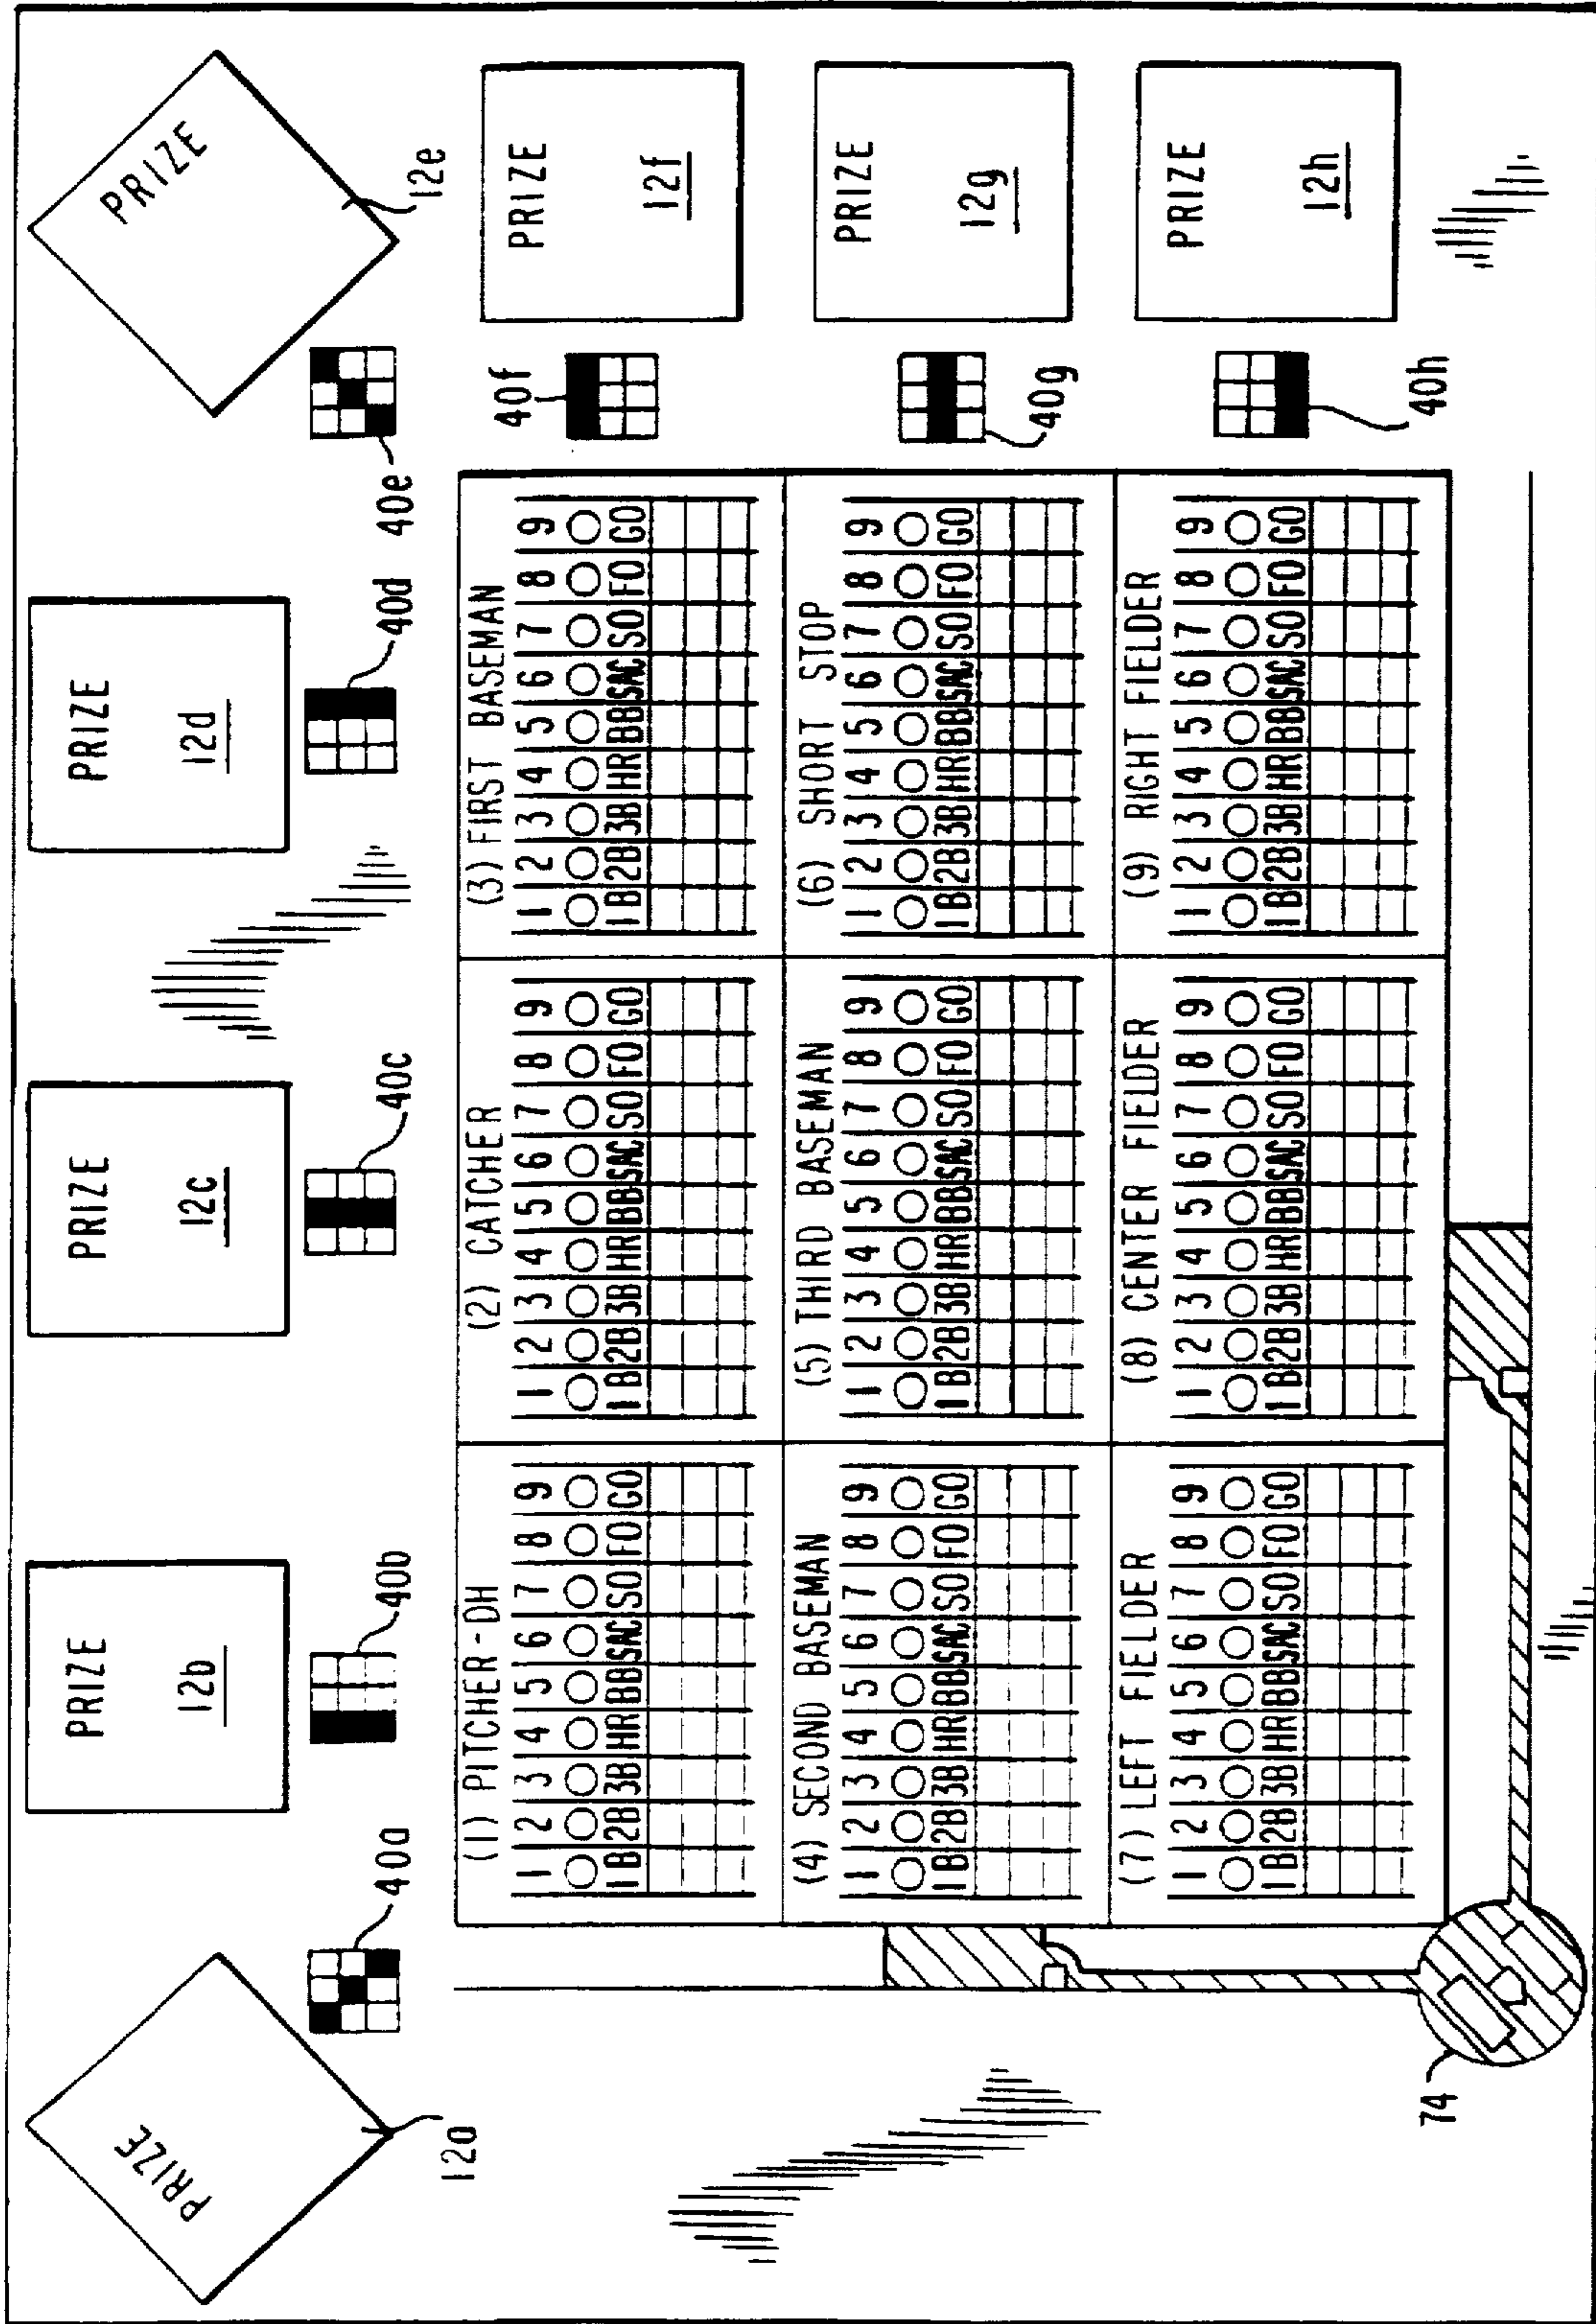 PRIZE
12a
PRIZE
12b
PRIZE
12c
PRIZE
12d
PRIZE
12e
40a
40b
40c
40d
40e
(1) PITCHER-DH
1 2 3 4 5 6 7 8 9
1B 2B 3B HR BB SAC SO FO GO
(2) CATCHER
1 2 3 4 5 6 7 8 9
1B 2B 3B HR BB SAC SO FO GO
(3) FIRST BASEMAN
1 2 3 4 5 6 7 8 9
1B 2B 3B HR BB SAC SO FO GO
40f
PRIZE
12f
(4) SECOND BASEMAN
1 2 3 4 5 6 7 8 9
1B 2B 3B HR BB SAC SO FO GO
(5) THIRD BASEMAN
1 2 3 4 5 6 7 8 9
1B 2B 3B HR BB SAC SO FO GO
(6) SHORT STOP
1 2 3 4 5 6 7 8 9
1B 2B 3B HR BB SAC SO FO GO
40g
PRIZE
12g
(7) LEFT FIELDER
1 2 3 4 5 6 7 8 9
1B 2B 3B HR BB SAC SO FO GO
(8) CENTER FIELDER
1 2 3 4 5 6 7 8 9
1B 2B 3B HR BB SAC SO FO GO
(9) RIGHT FIELDER
1 2 3 4 5 6 7 8 9
1B 2B 3B HR BB SAC SO FO GO
40h
PRIZE
12h
74